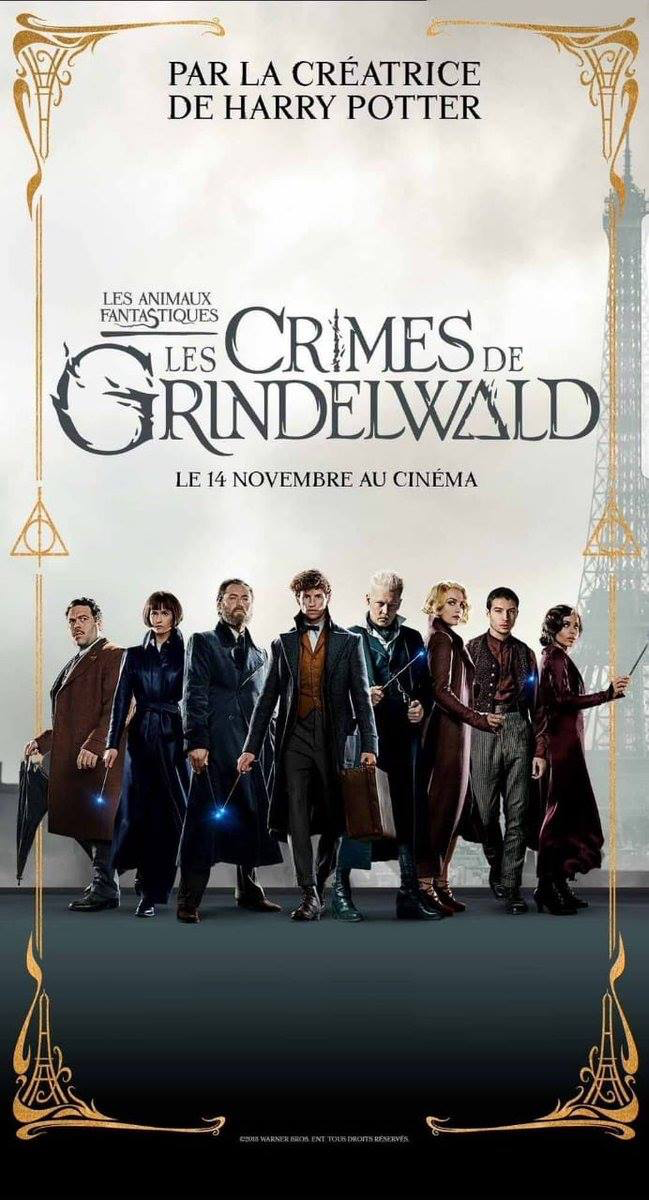 PAR LA CRÉATRICE
DE HARRY POTTER
LES ANIMAUX
FANTASTIQUES
LES CRIMES DE
GRINDELWALD
LE 14 NOVEMBRE AU CINÉMA
©2018 WARNER BROS. ENT. TOUS DROITS RÉSERVÉS.